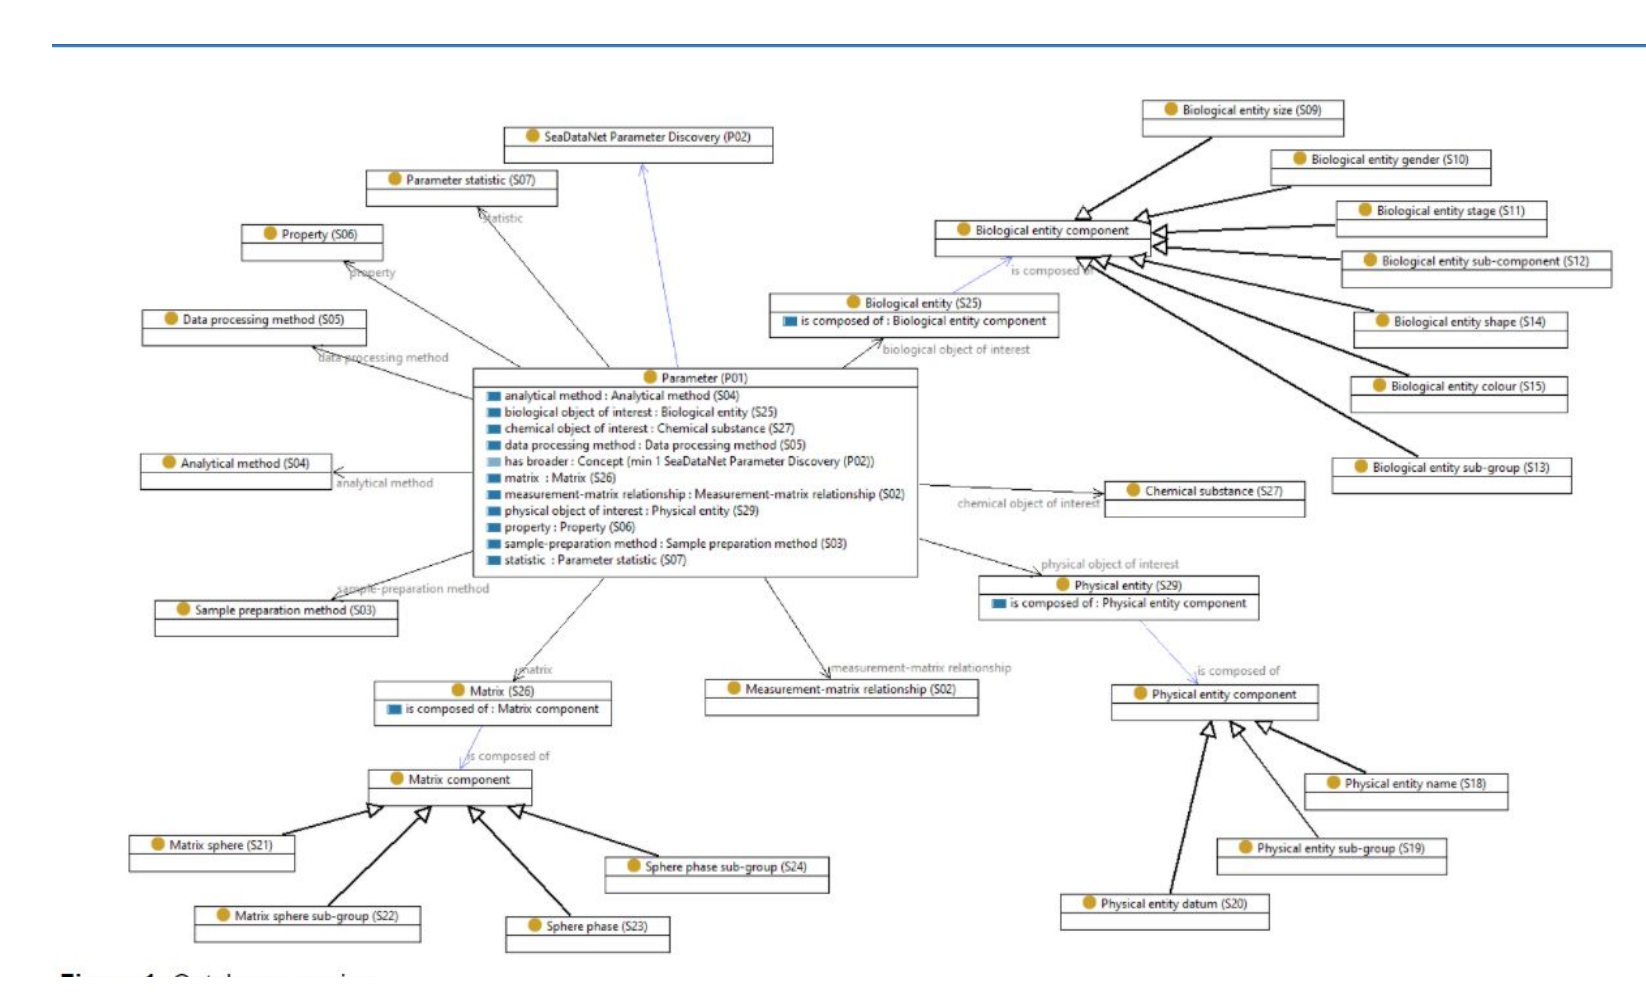 Biological entity size (S09)
SeaDataNet Parameter Discovery (P02)
Biological entity gender (S10)
Parameter statistic (S07)
statistic
Biological entity stage (S11)
Property (S06)
property
Biological entity component
is composed of
Biological entity sub-component (S12)
Biological entity (S25)
is composed of : Biological entity component
biological object of interest
Data processing method (S05)
data processing method
Biological entity shape (S14)
Biological entity colour (S15)
Parameter (P01)
analytical method : Analytical method (S04)
biological object of interest : Biological entity (S25)
chemical object of interest : Chemical substance (S27)
data processing method : Data processing method (S05)
has broader : Concept (min 1 SeaDataNet Parameter Discovery (P02))
matrix : Matrix (S26)
measurement-matrix relationship : Measurement-matrix relationship (S02)
physical object of interest : Physical entity (S29)
property : Property (S06)
sample-preparation method : Sample preparation method (S03)
statistic : Parameter statistic (S07)
Analytical method (S04)
analytical method
Biological entity sub-group (S13)
Chemical substance (S27)
chemical object of interest
physical object of interest
Physical entity (S29)
is composed of : Physical entity component
sample-preparation method
Sample preparation method (S03)
matrix
Matrix (S26)
is composed of : Matrix component
measurement-matrix relationship
Measurement-matrix relationship (S02)
is composed of
Physical entity component
is composed of
Matrix component
Physical entity name (S18)
Matrix sphere (S21)
Physical entity sub-group (S19)
Sphere phase sub-group (S24)
Physical entity datum (S20)
Matrix sphere sub-group (S22)
Sphere phase (S23)